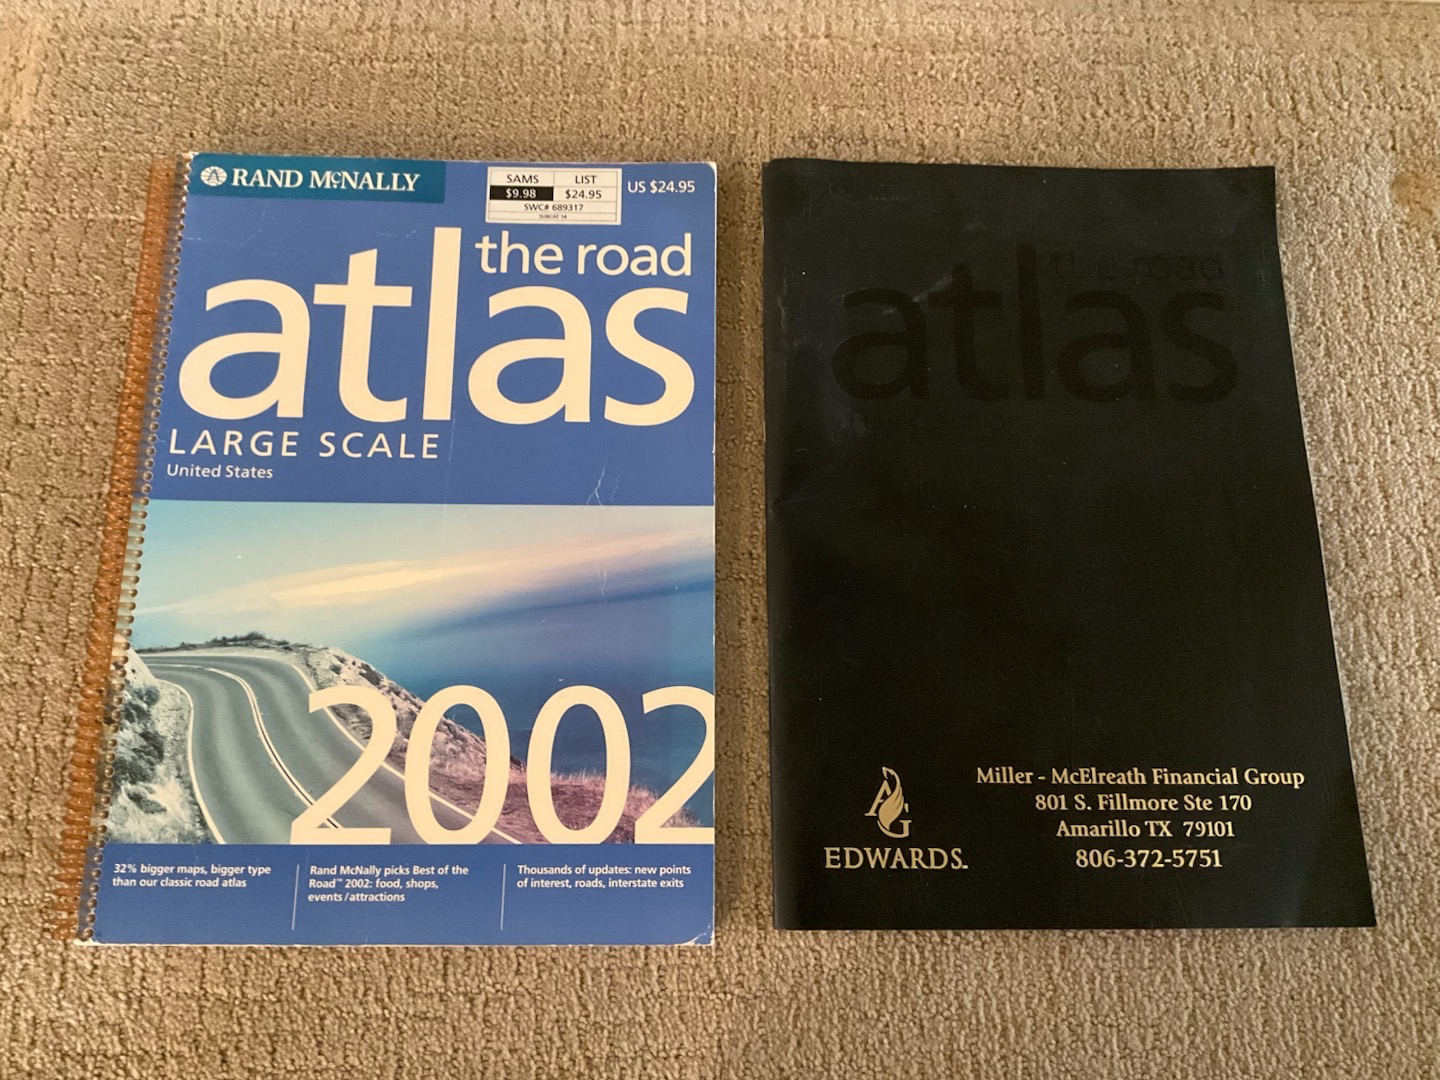 RAND McNALLY
SAMS LIST
$9.98 $24.95
SWC# 689317
SUBCAT 14
US $24.95
the road
atlas
LARGE SCALE
United States
2002
32% bigger maps, bigger type
than our classic road atlas
Rand McNally picks Best of the
Road™ 2002: food, shops,
events/attractions
Thousands of updates: new points
of interest, roads, interstate exits
the road
atlas
AG
EDWARDS
Miller - McElreath Financial Group
801 S. Fillmore Ste 170
Amarillo TX 79101
806-372-5751